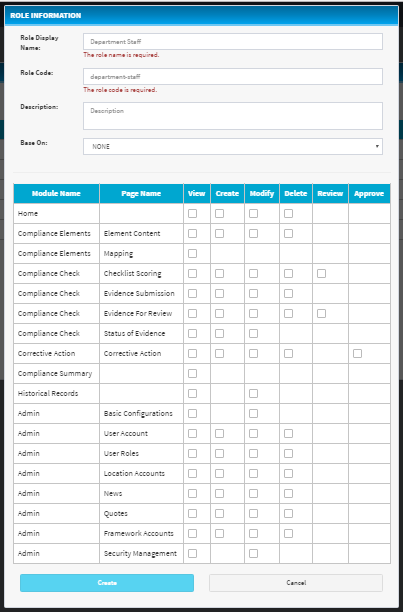 ROLE INFORMATION
Role Display Name:
Department Staff
The role name is required.
Role Code:
department-staff
The role code is required.
Description:
Description
Base On:
NONE
Module Name Page Name View Create Modify Delete Review Approve
Home
Compliance Elements Element Content
Compliance Elements Mapping
Compliance Check Checklist Scoring
Compliance Check Evidence Submission
Compliance Check Evidence For Review
Compliance Check Status of Evidence
Corrective Action Corrective Action
Compliance Summary
Historical Records
Admin Basic Configurations
Admin User Account
Admin User Roles
Admin Location Accounts
Admin News
Admin Quotes
Admin Framework Accounts
Admin Security Management
Create Cancel